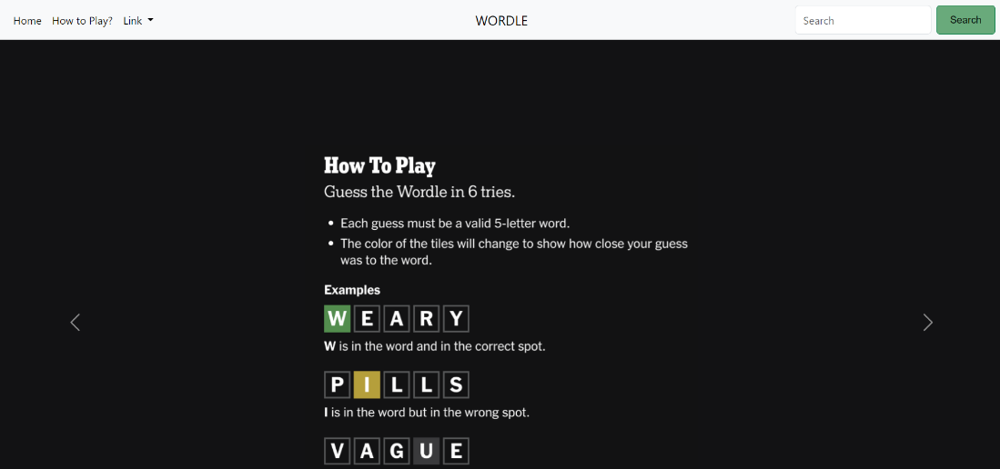 Home How to Play? Link WORDLE Search Search
How To Play
Guess the Wordle in 6 tries.
• Each guess must be a valid 5-letter word.
• The color of the tiles will change to show how close your guess
was to the word.
Examples
W E A R Y
W is in the word and in the correct spot.
P I L L S
I is in the word but in the wrong spot.
V A G U E